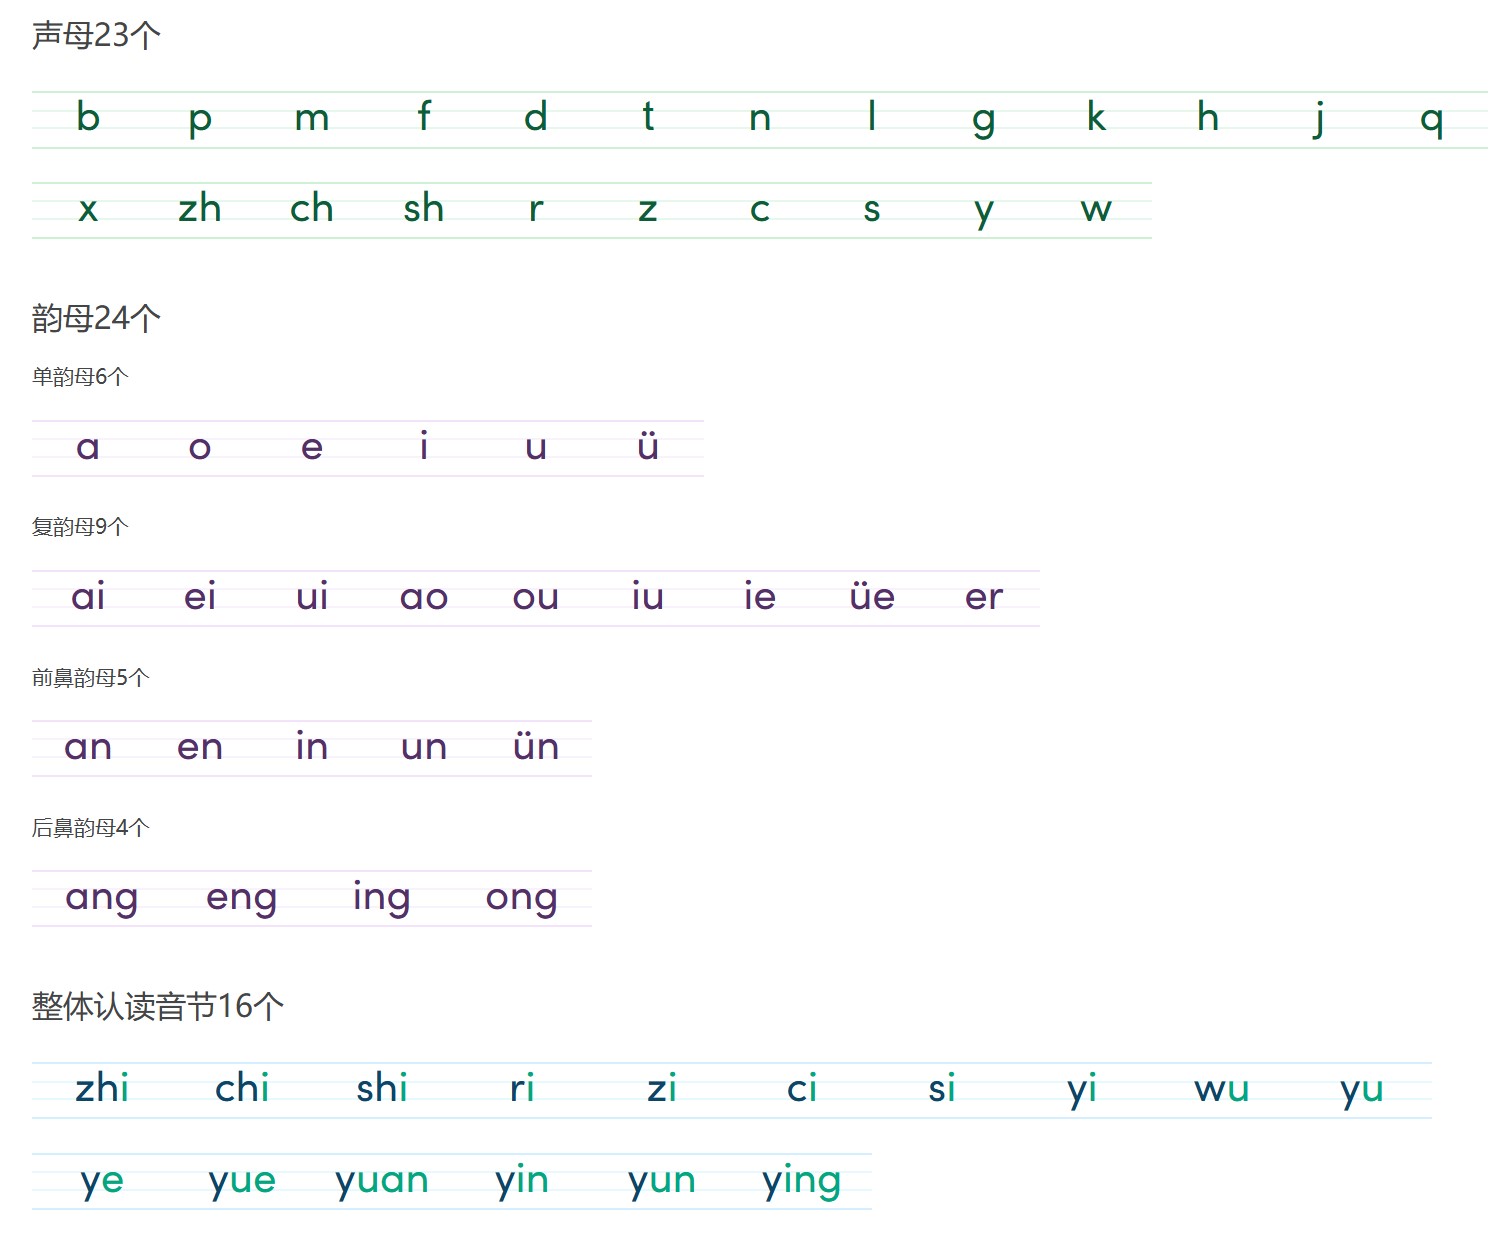 声母23个
b p m f d t n l g k h j q
x zh ch sh r z c s y w
韵母24个
单韵母6个
a o e i u ü
复韵母9个
ai ei ui ao ou iu ie üe er
前鼻韵母5个
an en in un ün
后鼻韵母4个
ang eng ing ong
整体认读音节16个
zhi chi shi ri zi ci si yi wu yu
ye yue yuan yin yun ying